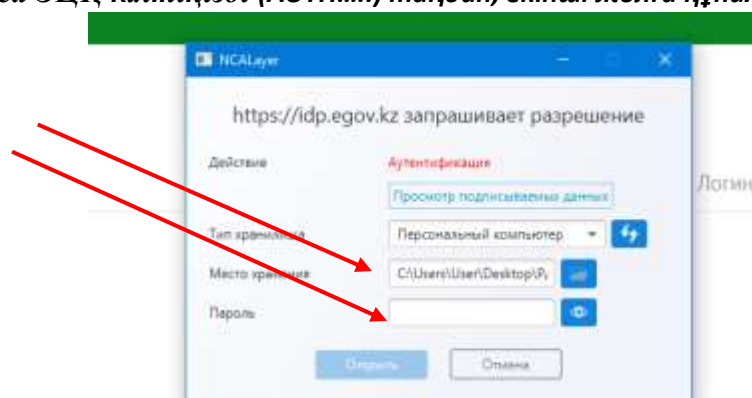 ЭЦҚ
NCALayer
https://idp.egov.kz запрашивает разрешение
Действие Аутентификация
Просмотр подписываемых данных
Логин
Тип хранилища Персональный компьютер
Место хранения C:\Users\User\Desktop\P,
Пароль
Открыть Отмена